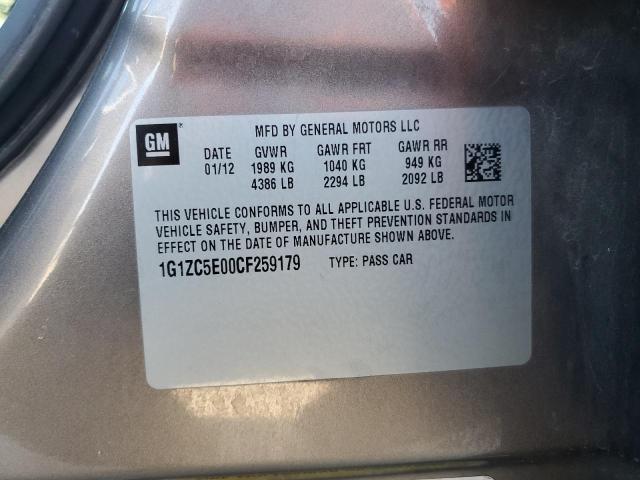 MFD BY GENERAL MOTORS LLC
GM
DATE GVWR GAWR FRT GAWR RR
01/12 1989 KG 1040 KG 949 KG
4386 LB 2294 LB 2092 LB
THIS VEHICLE CONFORMS TO ALL APPLICABLE U.S. FEDERAL MOTOR
VEHICLE SAFETY, BUMPER, AND THEFT PREVENTION STANDARDS IN
EFFECT ON THE DATE OF MANUFACTURE SHOWN ABOVE.
1G1ZC5E00CF259179 TYPE: PASS CAR